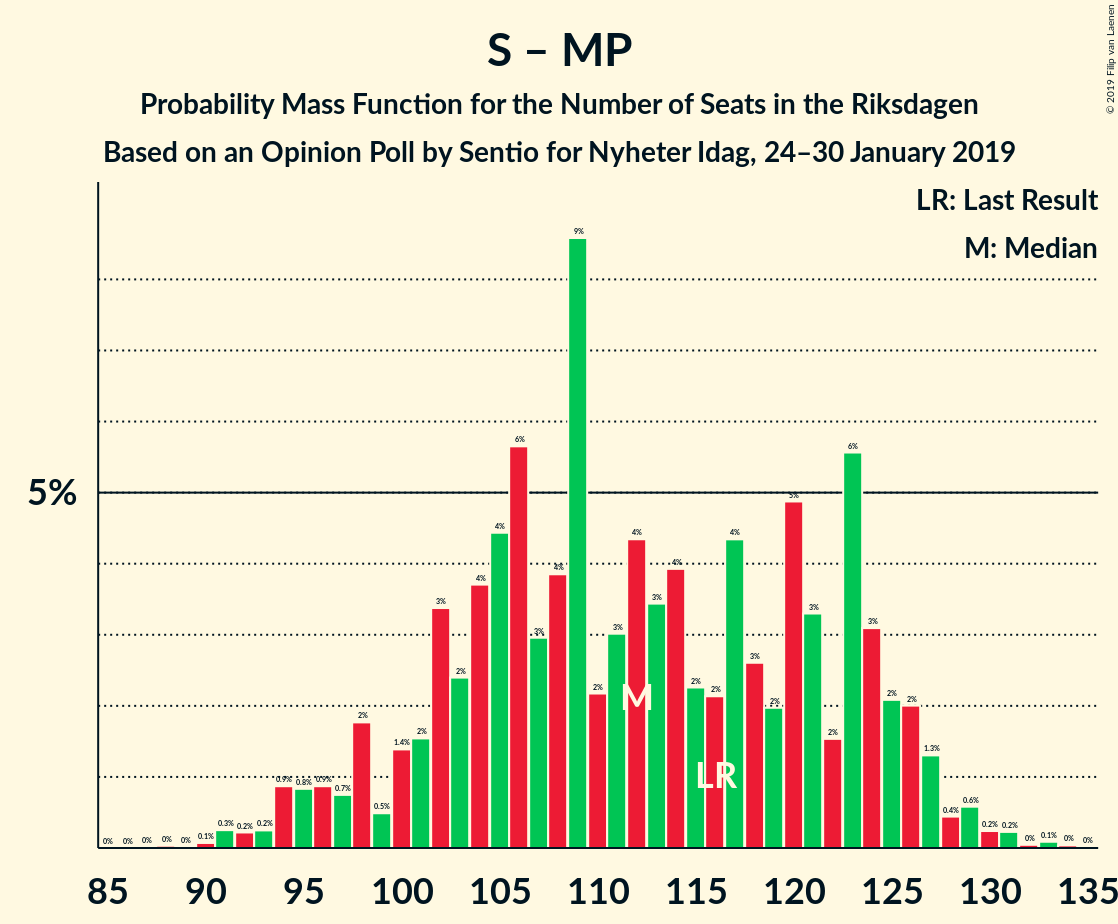 © 2019 Filip van Laenen
S – MP
Probability Mass Function for the Number of Seats in the Riksdagen
Based on an Opinion Poll by Sentio for Nyheter Idag, 24–30 January 2019
LR: Last Result
M: Median
5%
0% 0% 0% 0% 0% 0.1% 0.3% 0.2% 0.2% 0.9% 0.8% 0.9% 0.7% 2% 0.5% 1.4% 2% 3% 2% 4% 4% 6% 3% 4% 9% 2% 3% 4% 3% 4% 2% 2% 4% 3% 2% 5% 3% 2% 6% 3% 2% 2% 1.3% 0.4% 0.6% 0.2% 0.2% 0% 0.1% 0% 0%
M
LR
85 90 95 100 105 110 115 120 125 130 135